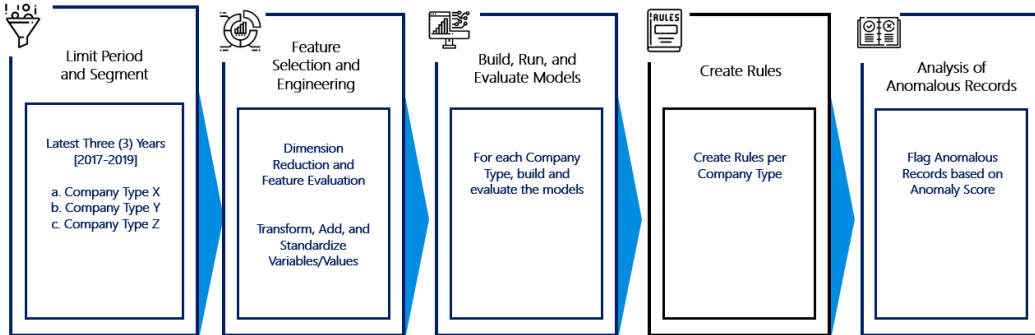 Limit Period
and Segment
Latest Three (3) Years
[2017-2019]
a. Company Type X
b. Company Type Y
c. Company Type Z
Feature
Selection and
Engineering
Dimension
Reduction and
Feature Evaluation
Transform, Add, and
Standardize
Variables/Values
Build, Run, and
Evaluate Models
For each Company
Type, build and
evaluate the models
RULES
Create Rules
Create Rules per
Company Type
Analysis of
Anomalous Records
Flag Anomalous
Records based on
Anomaly Score